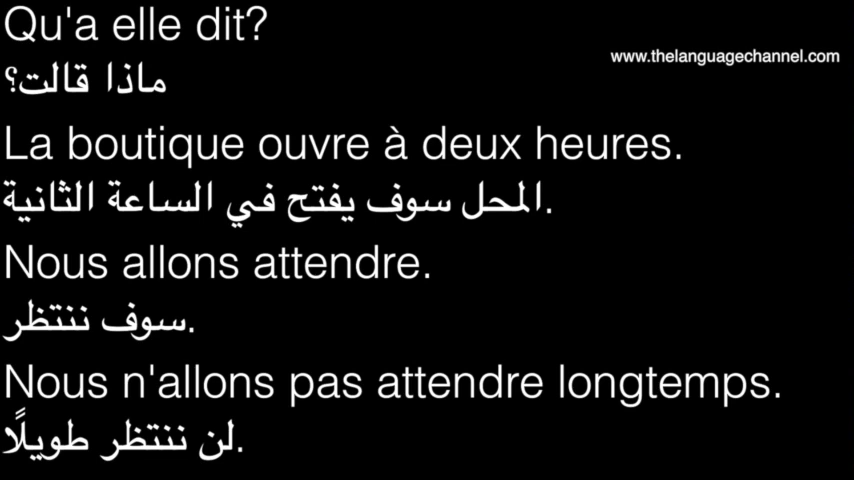 Qu'a elle dit?
www.thelanguagechannel.com
ماذا قالت؟
La boutique ouvre à deux heures.
المحل سوف يفتح في الساعة الثانية.
Nous allons attendre.
سوف ننتظر.
Nous n'allons pas attendre longtemps.
لن ننتظر طويلًا.